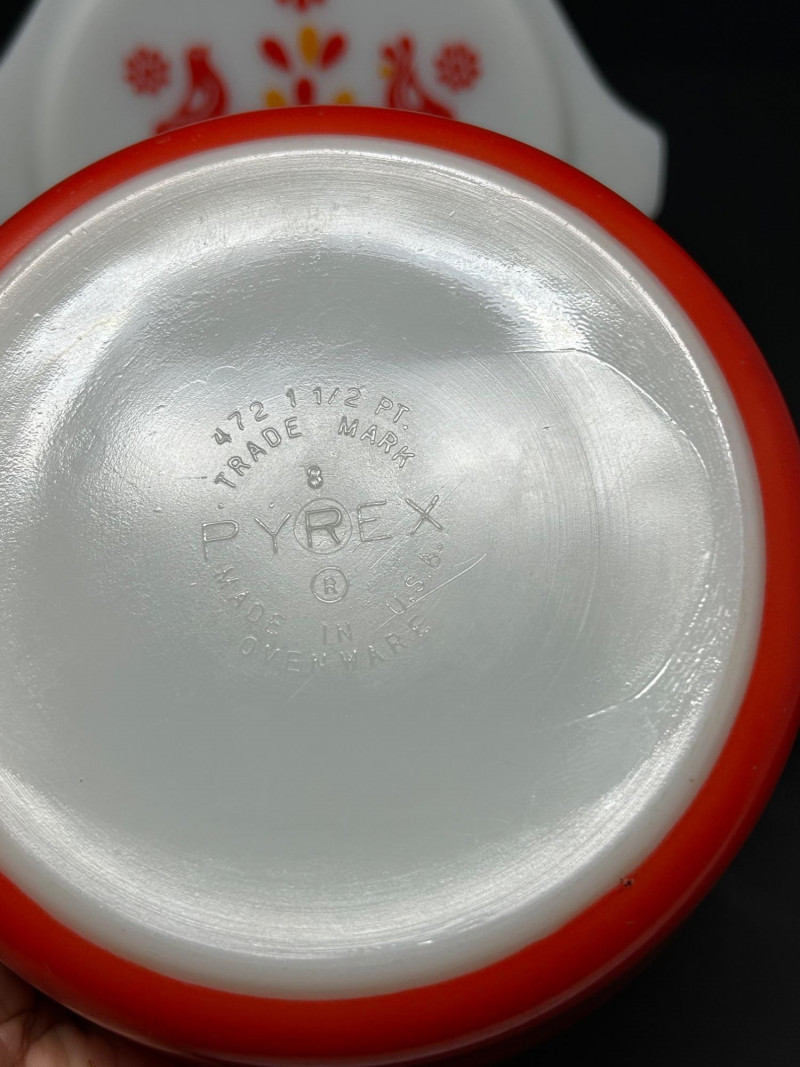 472 1 1/2 PT.
TRADE MARK
8
PYREX
®
MADE IN U.S.A.
OVENWARE